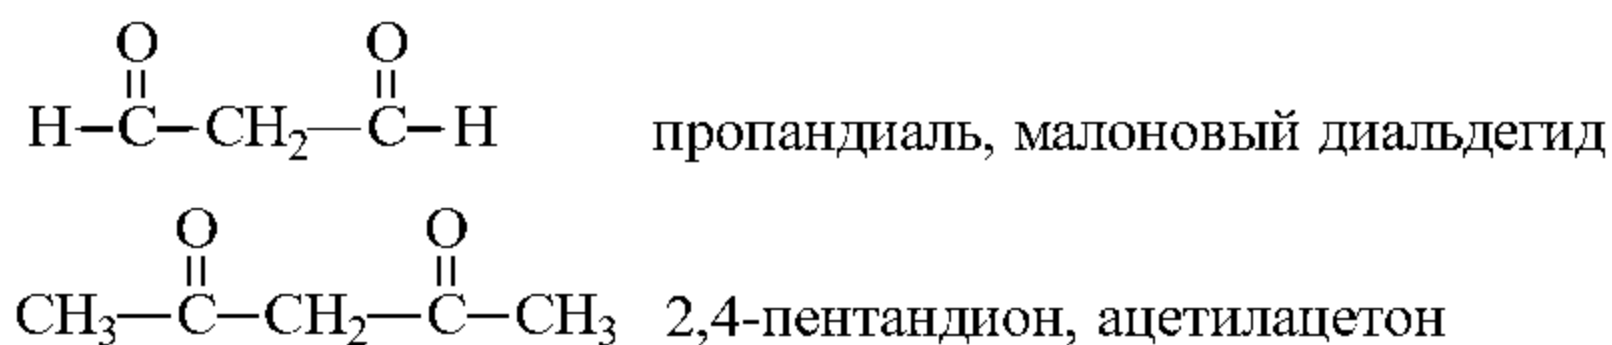 O O
H–C–CH₂–C–H пропандиаль, малоновый диальдегид
O O
CH₃–C–CH₂–C–CH₃ 2,4-пентандион, ацетилацетон